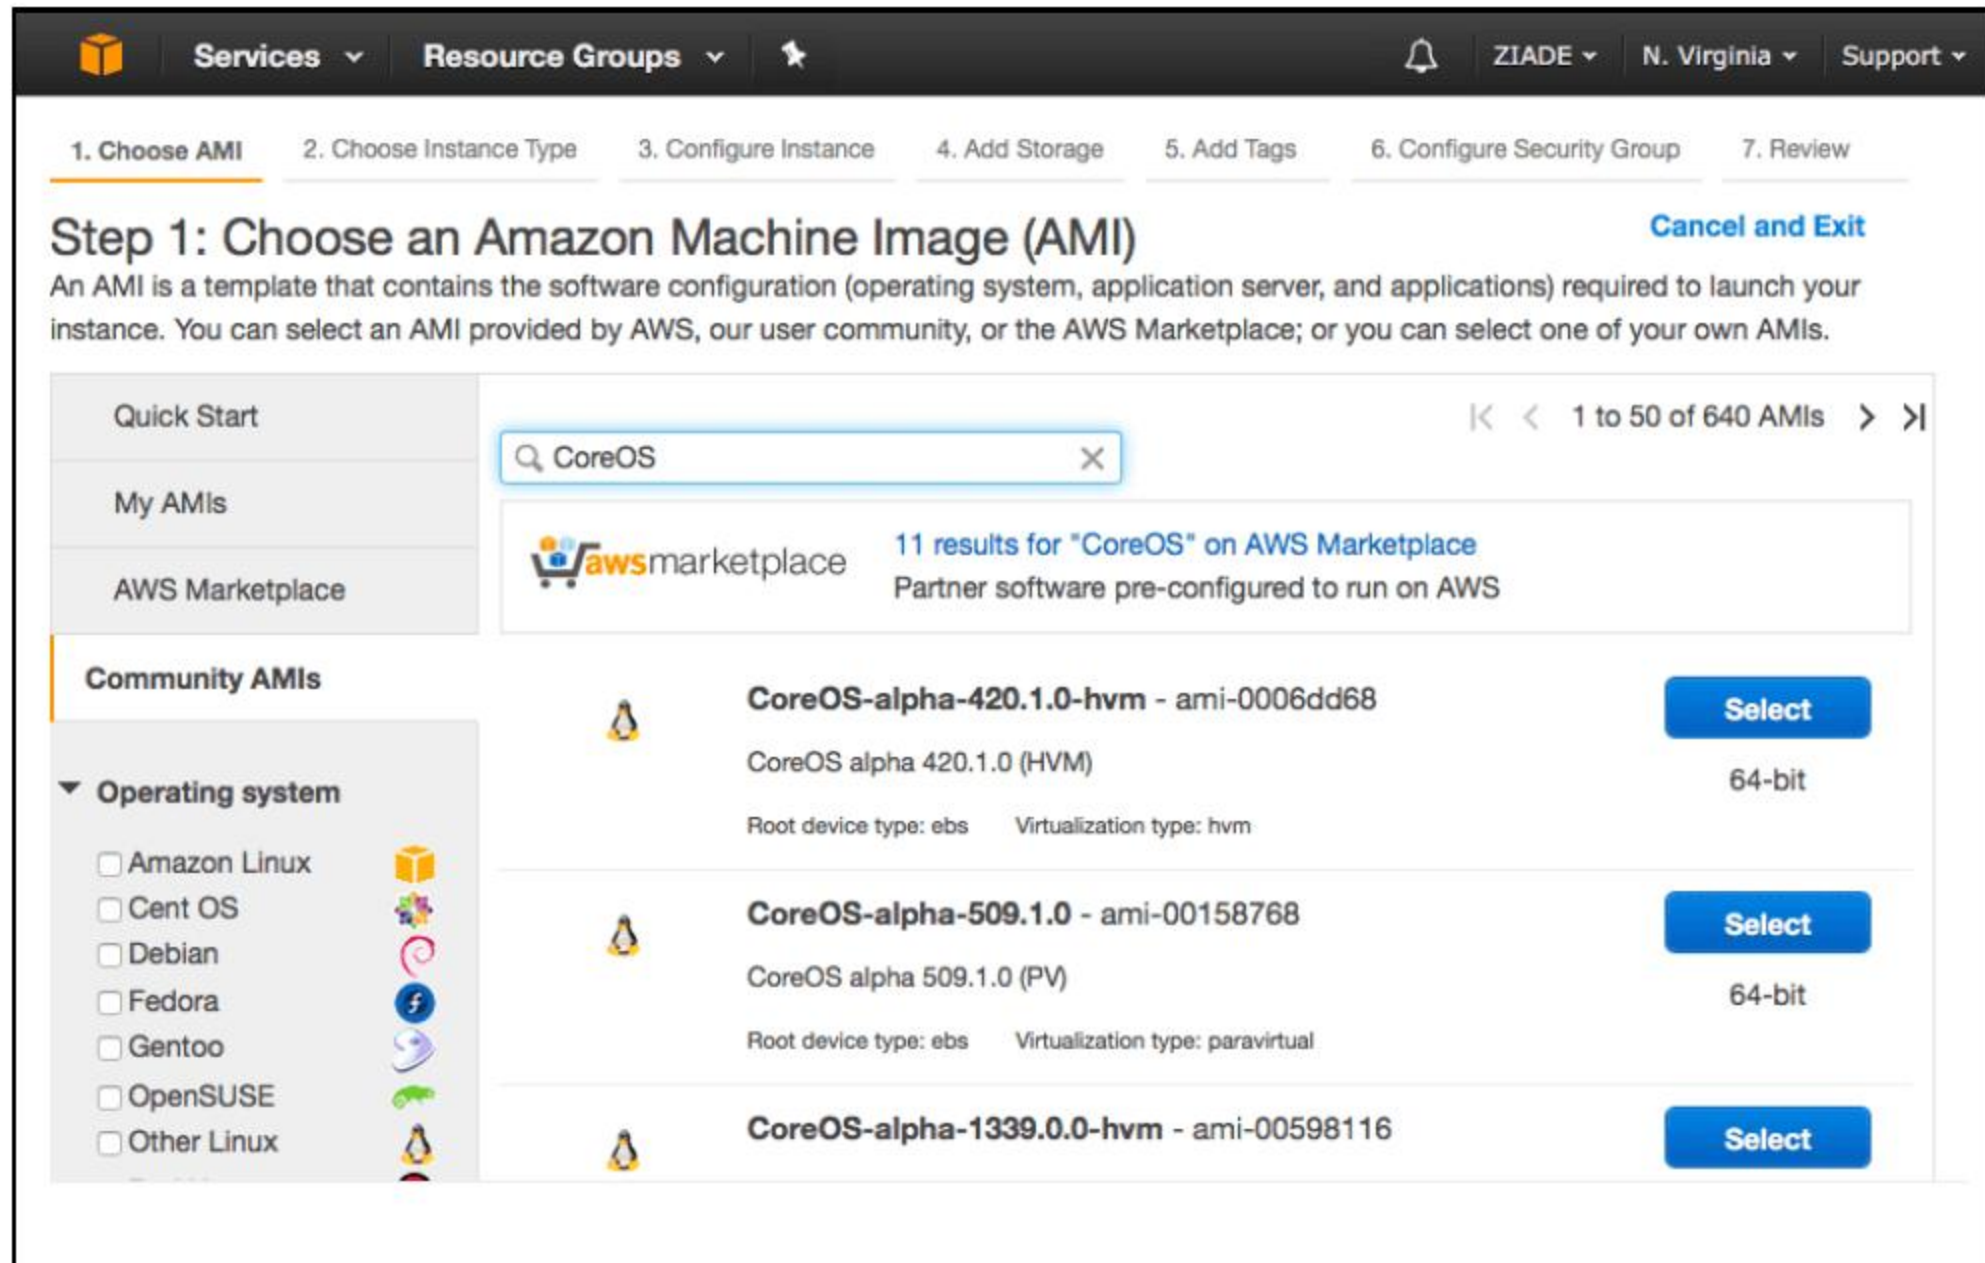 Services Resource Groups ZIADE N. Virginia Support
1. Choose AMI 2. Choose Instance Type 3. Configure Instance 4. Add Storage 5. Add Tags 6. Configure Security Group 7. Review
Step 1: Choose an Amazon Machine Image (AMI)
Cancel and Exit
An AMI is a template that contains the software configuration (operating system, application server, and applications) required to launch your
instance. You can select an AMI provided by AWS, our user community, or the AWS Marketplace; or you can select one of your own AMIs.
Quick Start
My AMIs
AWS Marketplace
Community AMIs
Operating system
Amazon Linux
Cent OS
Debian
Fedora
Gentoo
OpenSUSE
Other Linux
1 to 50 of 640 AMIs
CoreOS
awsmarketplace
11 results for "CoreOS" on AWS Marketplace
Partner software pre-configured to run on AWS
CoreOS-alpha-420.1.0-hvm - ami-0006dd68
Select
CoreOS alpha 420.1.0 (HVM)
64-bit
Root device type: ebs Virtualization type: hvm
CoreOS-alpha-509.1.0 - ami-00158768
Select
CoreOS alpha 509.1.0 (PV)
64-bit
Root device type: ebs Virtualization type: paravirtual
CoreOS-alpha-1339.0.0-hvm - ami-00598116
Select